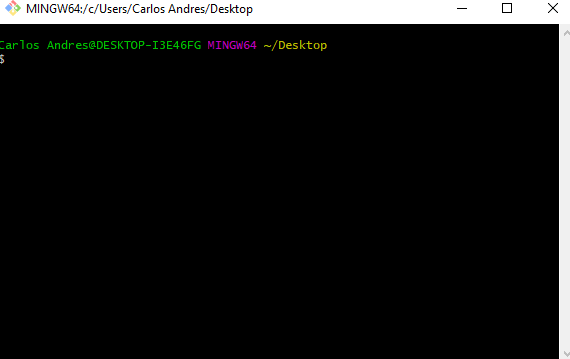 MINGW64:/c/Users/Carlos Andres/Desktop
Carlos Andres@DESKTOP-I3E46FG MINGW64 ~/Desktop
$